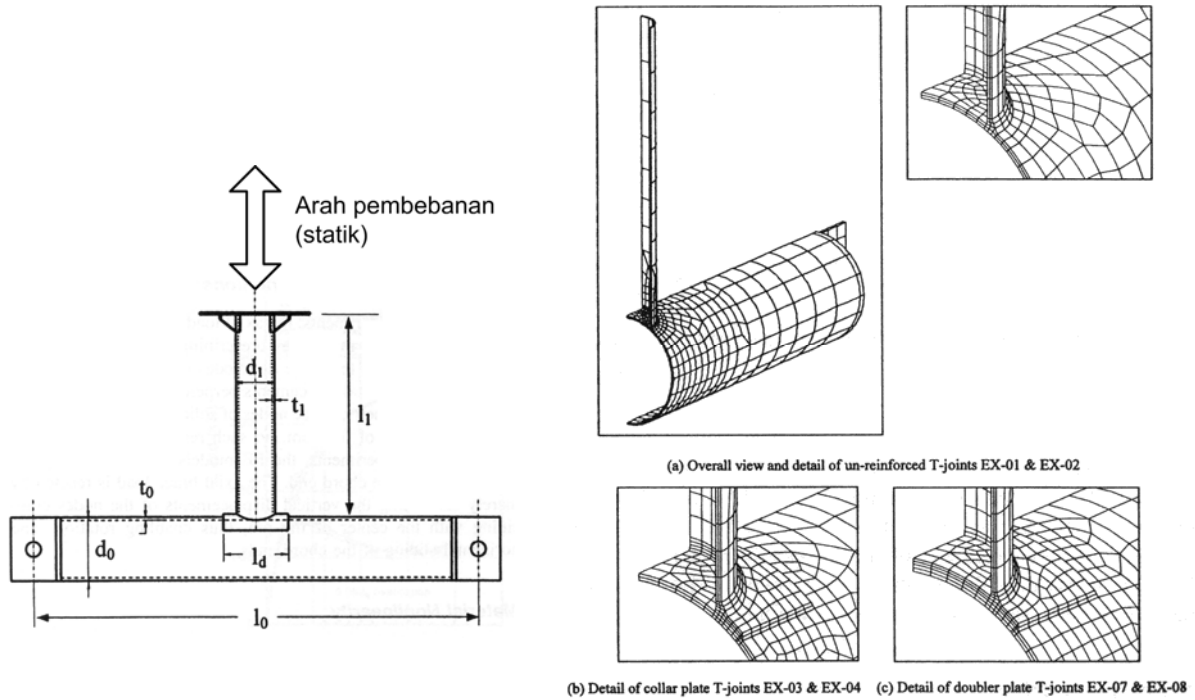 Arah pembebanan
(statik)
d₁
t₁
l₁
t₀
d₀
l_d
l₀
(a) Overall view and detail of un-reinforced T-joints EX-01 & EX-02
(b) Detail of collar plate T-joints EX-03 & EX-04
(c) Detail of doubler plate T-joints EX-07 & EX-08